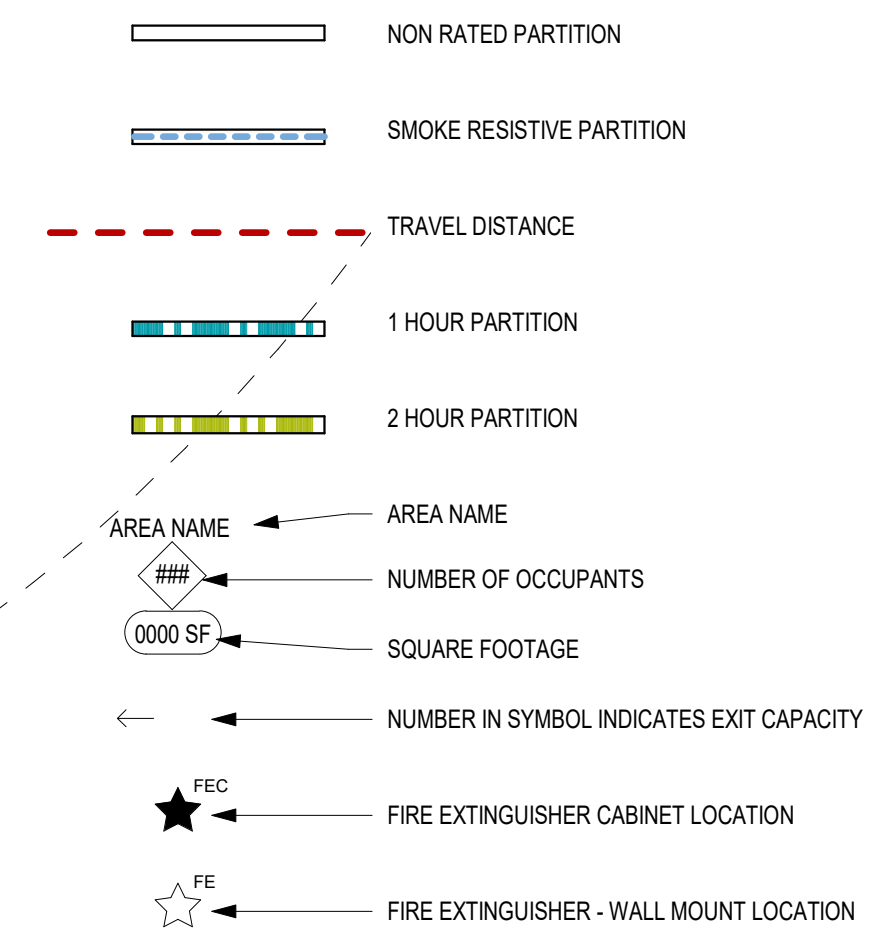 NON RATED PARTITION
SMOKE RESISTIVE PARTITION
TRAVEL DISTANCE
1 HOUR PARTITION
2 HOUR PARTITION
AREA NAME AREA NAME
### NUMBER OF OCCUPANTS
0000 SF SQUARE FOOTAGE
NUMBER IN SYMBOL INDICATES EXIT CAPACITY
FEC
FIRE EXTINGUISHER CABINET LOCATION
FE
FIRE EXTINGUISHER - WALL MOUNT LOCATION